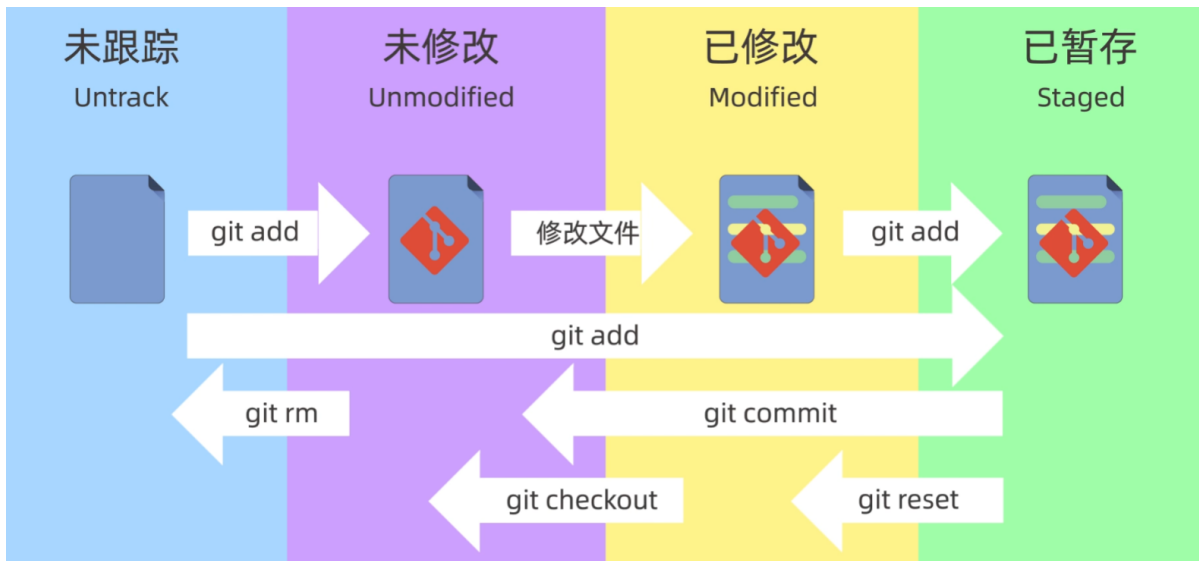 未跟踪
Untrack
未修改
Unmodified
已修改
Modified
已暂存
Staged
git add
修改文件
git add
git add
git rm
git commit
git checkout
git reset